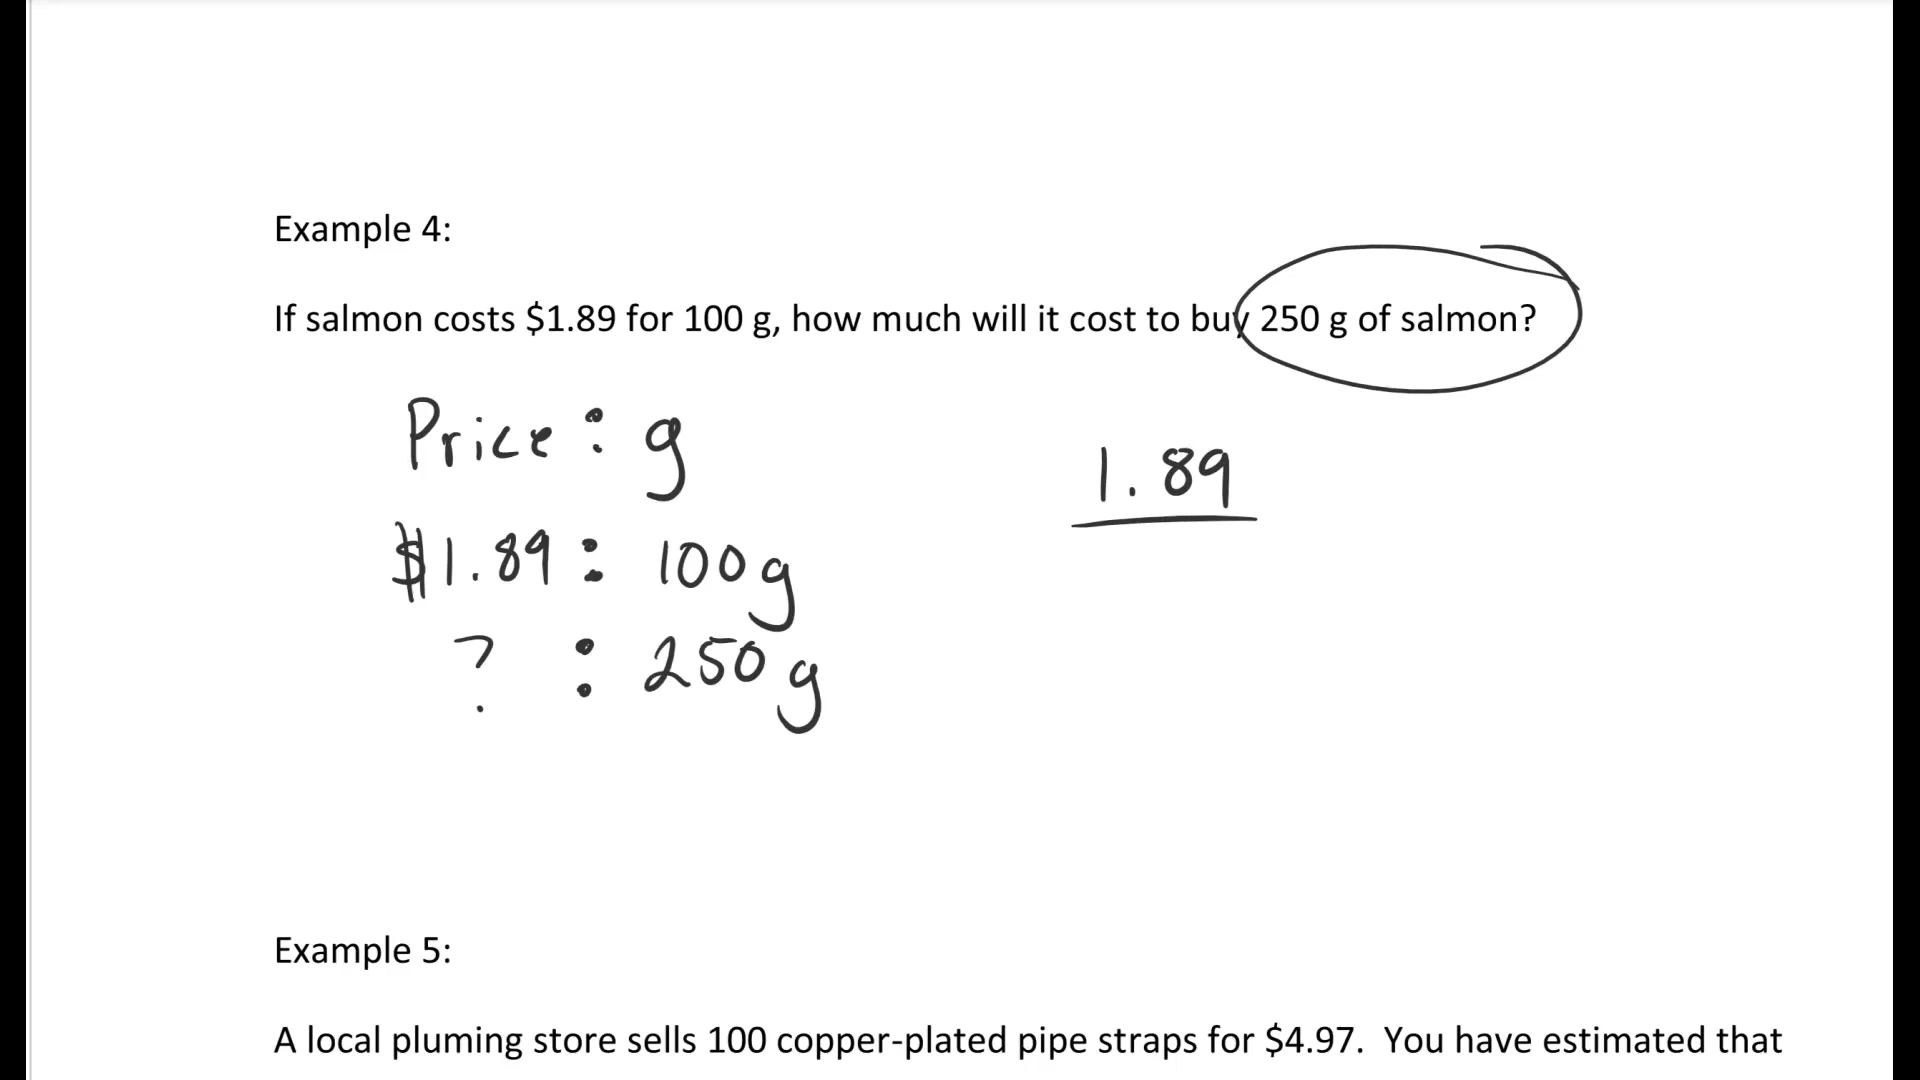 Example 4:
If salmon costs $1.89 for 100 g, how much will it cost to buy 250 g of salmon?
Price : g
1.89
$1.89 : 100g
? : 250g
Example 5:
A local pluming store sells 100 copper-plated pipe straps for $4.97. You have estimated that